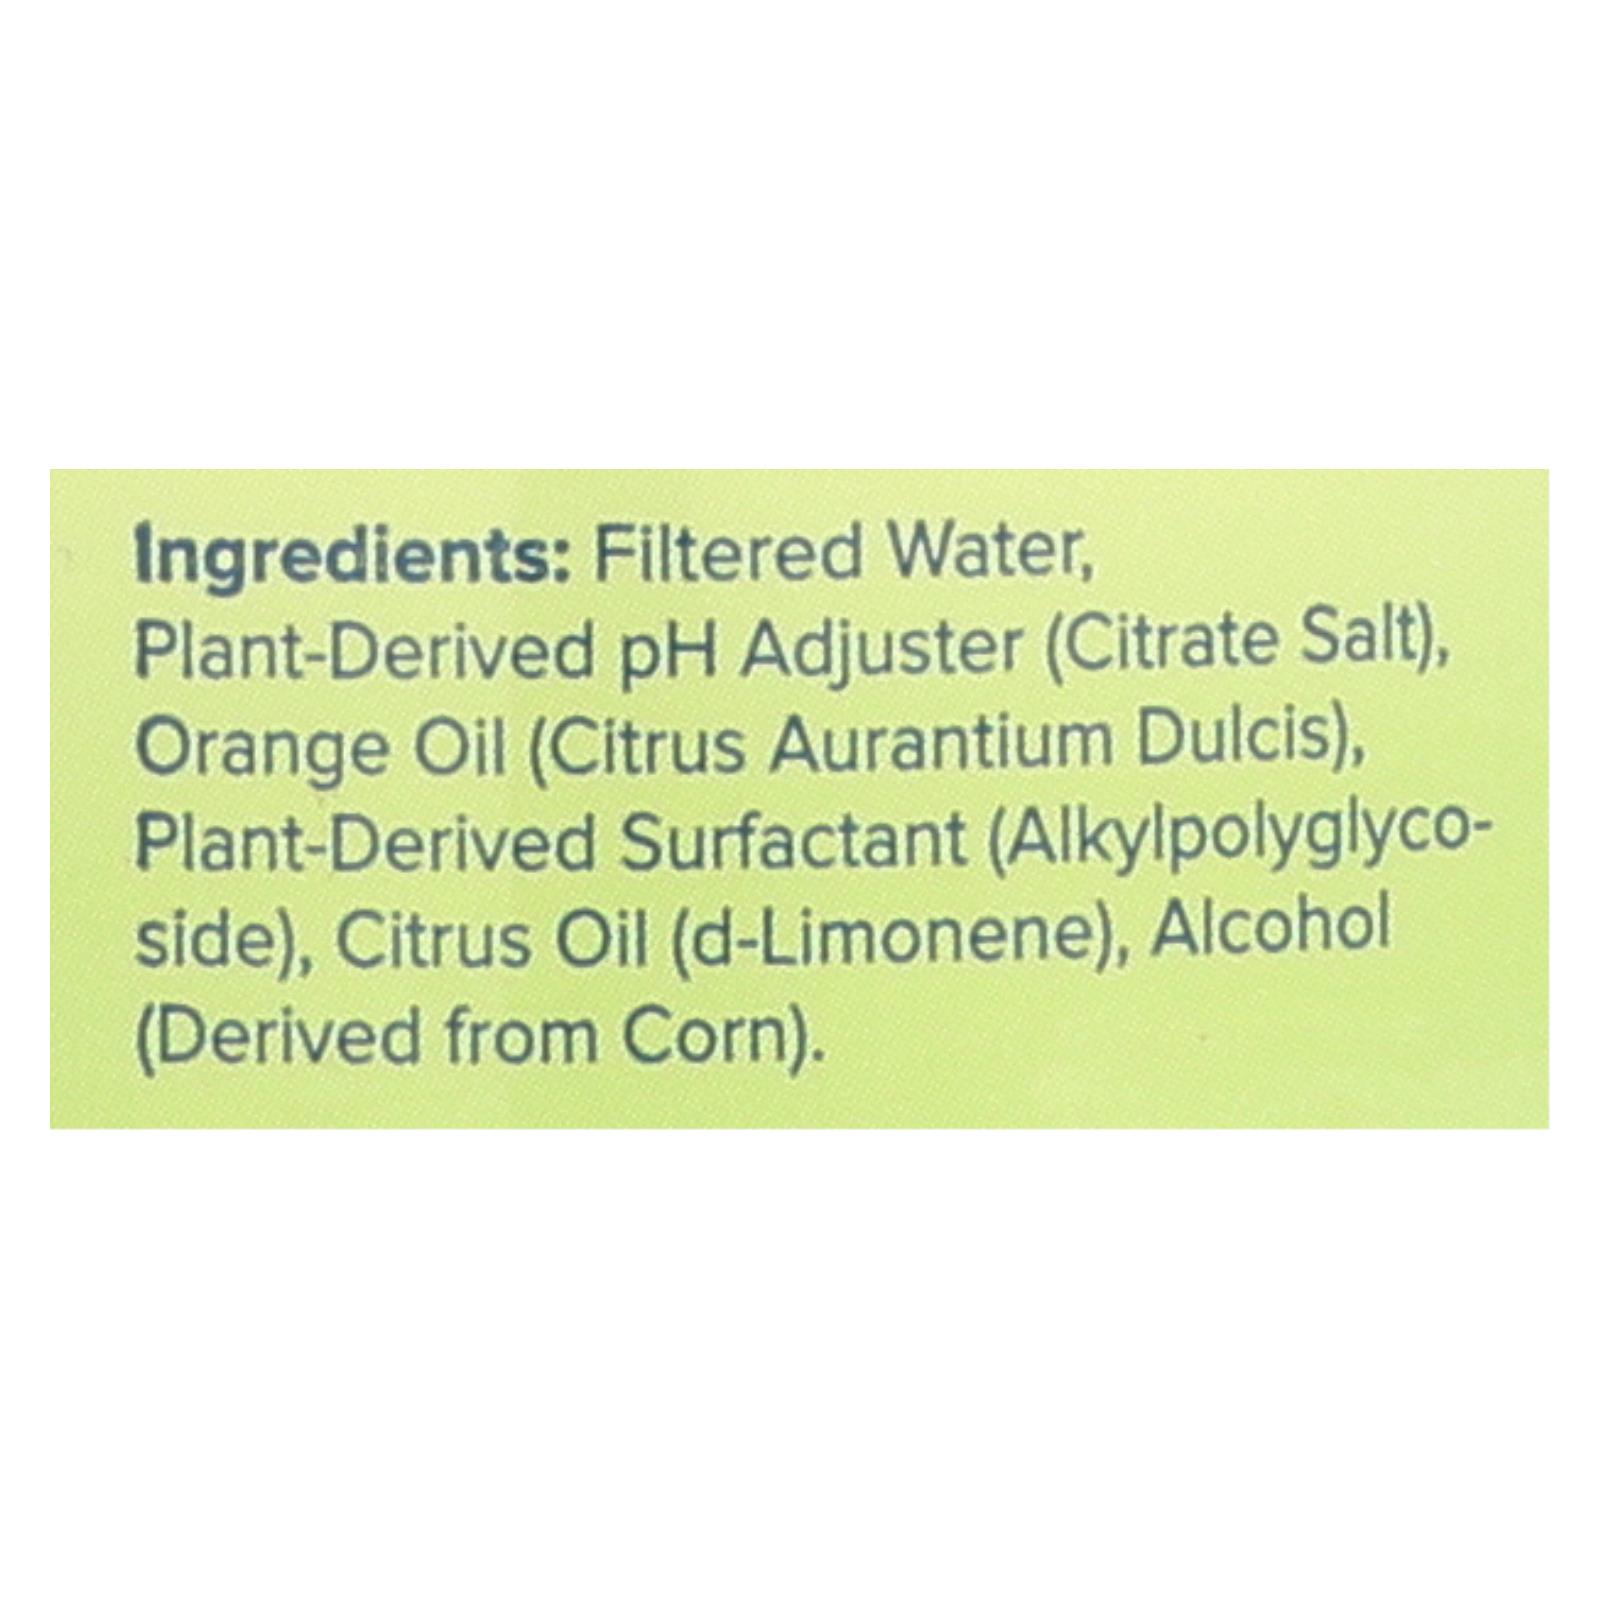 Ingredients: Filtered Water,
Plant-Derived pH Adjuster (Citrate Salt),
Orange Oil (Citrus Aurantium Dulcis),
Plant-Derived Surfactant (Alkylpolyglyco-
side), Citrus Oil (d-Limonene), Alcohol
(Derived from Corn).